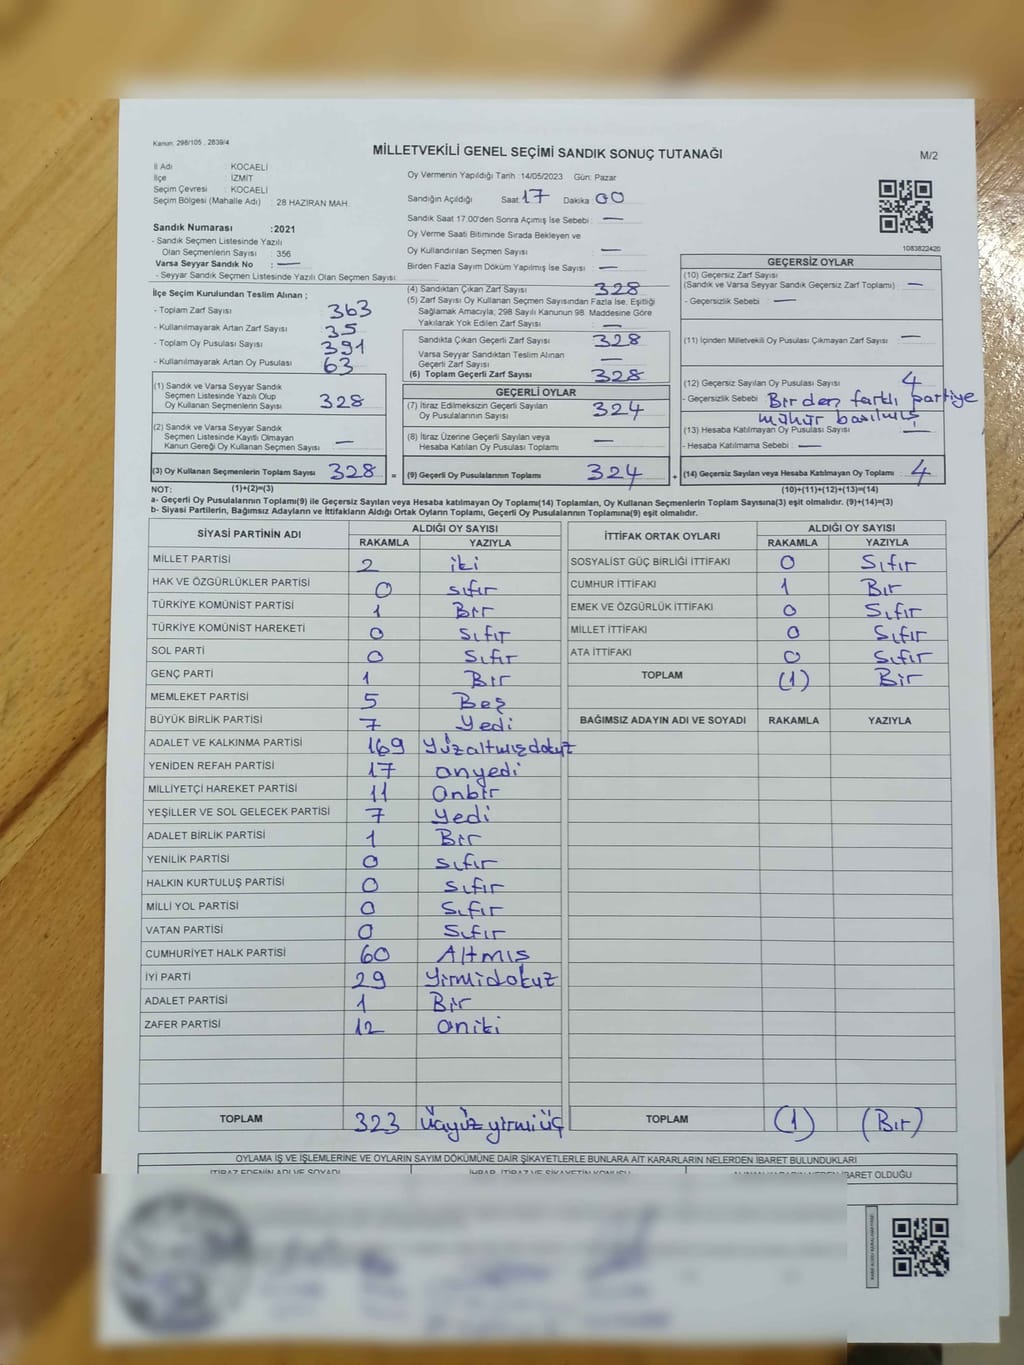 Kanun: 298/105 , 2839/4
MİLLETVEKİLİ GENEL SEÇİMİ SANDIK SONUÇ TUTANAĞI
M/2
İl Adı : KOCAELİ
İlçe : İZMİT
Seçim Çevresi : KOCAELİ
Seçim Bölgesi (Mahalle Adı) : 28 HAZIRAN MAH.
Sandık Numarası : 2021
- Sandık Seçmen Listesinde Yazılı
Olan Seçmenlerin Sayısı : 356
Varsa Seyyar Sandık No : —
- Seyyar Sandık Seçmen Listesinde Yazılı Olan Seçmen Sayısı:
Oy Vermenin Yapıldığı Tarih :14/05/2023 Gün: Pazar
Sandığın Açıldığı Saat 17 Dakika 00
Sandık Saat 17.00'den Sonra Açımış İse Sebebi : —
Oy Verme Saati Bitiminde Sırada Bekleyen ve
Oy Kullandırılan Seçmen Sayısı : —
Birden Fazla Sayım Döküm Yapılmış İse Sayısı : —
1083822420
İlçe Seçim Kurulundan Teslim Alınan ;
- Toplam Zarf Sayısı : 363
- Kullanılmayarak Artan Zarf Sayısı : 35
- Toplam Oy Pusulası Sayısı : 391
- Kullanılmayarak Artan Oy Pusulası : 63
(1) Sandık ve Varsa Seyyar Sandık
Seçmen Listesinde Yazılı Olup
Oy Kullanan Seçmenlerin Sayısı : 328
(2) Sandık ve Varsa Seyyar Sandık
Seçmen Listesinde Kayıtlı Olmayan
Kanun Gereği Oy Kullanan Seçmen Sayısı : —
(3) Oy Kullanan Seçmenlerin Toplam Sayısı : 328 =
(4) Sandıktan Çıkan Zarf Sayısı : 328
(5) Zarf Sayısı Oy Kullanan Seçmen Sayısından Fazla İse, Eşitliği
Sağlamak Amacıyla; 298 Sayılı Kanunun 98. Maddesine Göre
Yakılarak Yok Edilen Zarf Sayısı : —
Sandıkta Çıkan Geçerli Zarf Sayısı : 328
Varsa Seyyar Sandıktan Teslim Alınan
Geçerli Zarf Sayısı : —
(6) Toplam Geçerli Zarf Sayısı : 328
GEÇERLİ OYLAR
(7) İtiraz Edilmeksizin Geçerli Sayılan
Oy Pusulalarının Sayısı : 324
(8) İtiraz Üzerine Geçerli Sayılan veya
Hesaba Katılan Oy Pusulası Toplamı : —
(9) Geçerli Oy Pusulalarının Toplamı : 324 +
GEÇERSİZ OYLAR
(10) Geçersiz Zarf Sayısı
(Sandık ve Varsa Seyyar Sandık Geçersiz Zarf Toplamı) : —
- Geçersizlik Sebebi : —
(11) İçinden Milletvekili Oy Pusulası Çıkmayan Zarf Sayısı : —
(12) Geçersiz Sayılan Oy Pusulası Sayısı : 4
- Geçersizlik Sebebi : Birden farklı partiye
mühür basılmış
(13) Hesaba Katılmayan Oy Pusulası Sayısı : —
- Hesaba Katılmama Sebebi : —
(14) Geçersiz Sayılan veya Hesaba Katılmayan Oy Toplamı : 4
NOT: (1)+(2)=(3) (10)+(11)+(12)+(13)=(14)
a- Geçerli Oy Pusulalarının Toplamı(9) ile Geçersiz Sayılan veya Hesaba katılmayan Oy Toplamı(14) Toplamları, Oy Kullanan Seçmenlerin Toplam Sayısına(3) eşit olmalıdır. (9)+(14)=(3)
b- Siyasi Partilerin, Bağımsız Adayların ve İttifakların Aldığı Ortak Oyların Toplamı, Geçerli Oy Pusulalarının Toplamına(9) eşit olmalıdır.
SİYASİ PARTİNİN ADI ALDIĞI OY SAYISI
RAKAMLA YAZIYLA
MİLLET PARTİSİ 2 iki
HAK VE ÖZGÜRLÜKLER PARTİSİ 0 sıfır
TÜRKİYE KOMÜNİST PARTİSİ 1 Bir
TÜRKİYE KOMÜNİST HAREKETİ 0 Sıfır
SOL PARTİ 0 Sıfır
GENÇ PARTİ 1 Bir
MEMLEKET PARTİSİ 5 Beş
BÜYÜK BİRLİK PARTİSİ 7 Yedi
ADALET VE KALKINMA PARTİSİ 169 Yüzaltmışdokuz
YENİDEN REFAH PARTİSİ 17 onyedi
MİLLİYETÇİ HAREKET PARTİSİ 11 Onbir
YEŞİLLER VE SOL GELECEK PARTİSİ 7 Yedi
ADALET BİRLİK PARTİSİ 1 Bir
YENİLİK PARTİSİ 0 sıfır
HALKIN KURTULUŞ PARTİSİ 0 sıfır
MİLLİ YOL PARTİSİ 0 Sıfır
VATAN PARTİSİ 0 Sıfır
CUMHURİYET HALK PARTİSİ 60 Altmış
İYİ PARTİ 29 Yirmidokuz
ADALET PARTİSİ 1 Bir
ZAFER PARTİSİ 12 oniki
TOPLAM 323 üçyüzyirmiüç
İTTİFAK ORTAK OYLARI ALDIĞI OY SAYISI
RAKAMLA YAZIYLA
SOSYALİST GÜÇ BİRLİĞİ İTTİFAKI 0 Sıfır
CUMHUR İTTİFAKI 1 Bir
EMEK VE ÖZGÜRLÜK İTTİFAKI 0 Sıfır
MİLLET İTTİFAKI 0 Sıfır
ATA İTTİFAKI 0 Sıfır
TOPLAM (1) Bir
BAĞIMSIZ ADAYIN ADI VE SOYADI RAKAMLA YAZIYLA
TOPLAM (1) (Bir)
OYLAMA İŞ VE İŞLEMLERİNE VE OYLARIN SAYIM DÖKÜMÜNE DAİR ŞİKAYETLERLE BUNLARA AİT KARARLARIN NELERDEN İBARET BULUNDUKLARI
İTİRAZ EDENİN ADI VE SOYADI İHBAR, İTİRAZ VE ŞİKAYETİN KONUSU İBARET OLDUĞU